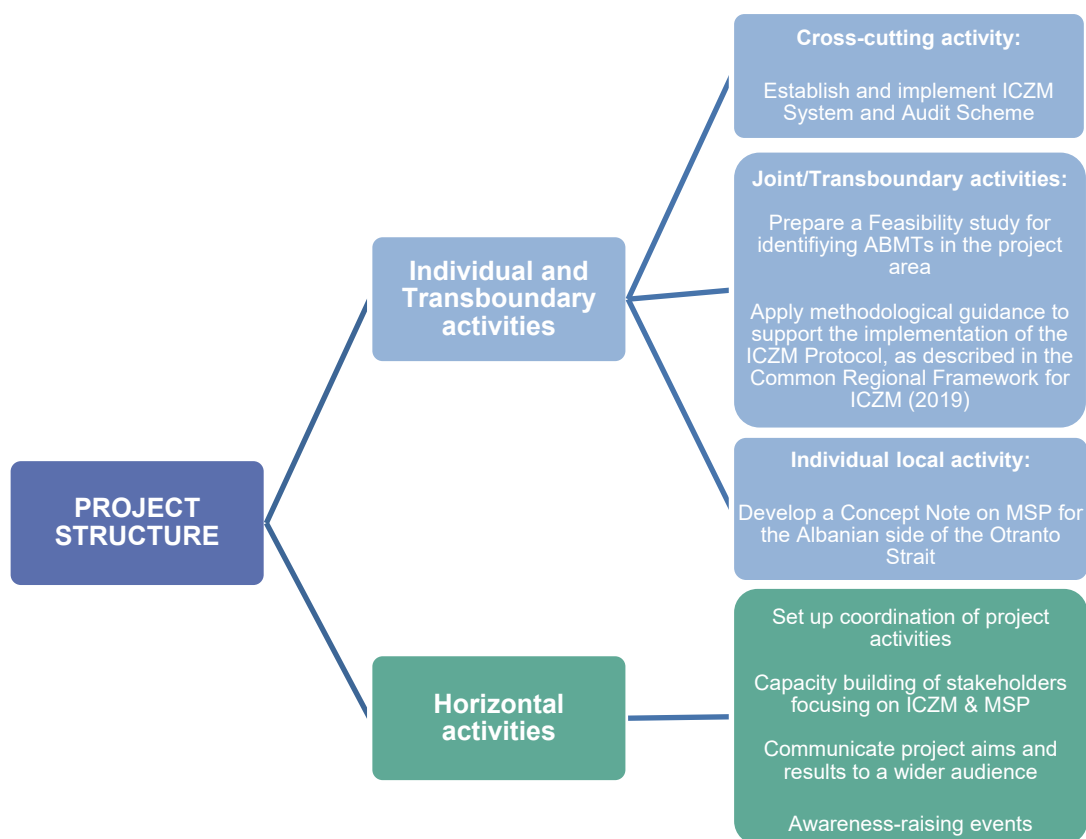 PROJECT
STRUCTURE
Individual and
Transboundary
activities
Cross-cutting activity:
Establish and implement ICZM
System and Audit Scheme
Joint/Transboundary activities:
Prepare a Feasibility study for
identifiying ABMTs in the project
area
Apply methodological guidance to
support the implementation of the
ICZM Protocol, as described in the
Common Regional Framework for
ICZM (2019)
Individual local activity:
Develop a Concept Note on MSP for
the Albanian side of the Otranto
Strait
Horizontal
activities
Set up coordination of project
activities
Capacity building of stakeholders
focusing on ICZM & MSP
Communicate project aims and
results to a wider audience
Awareness-raising events